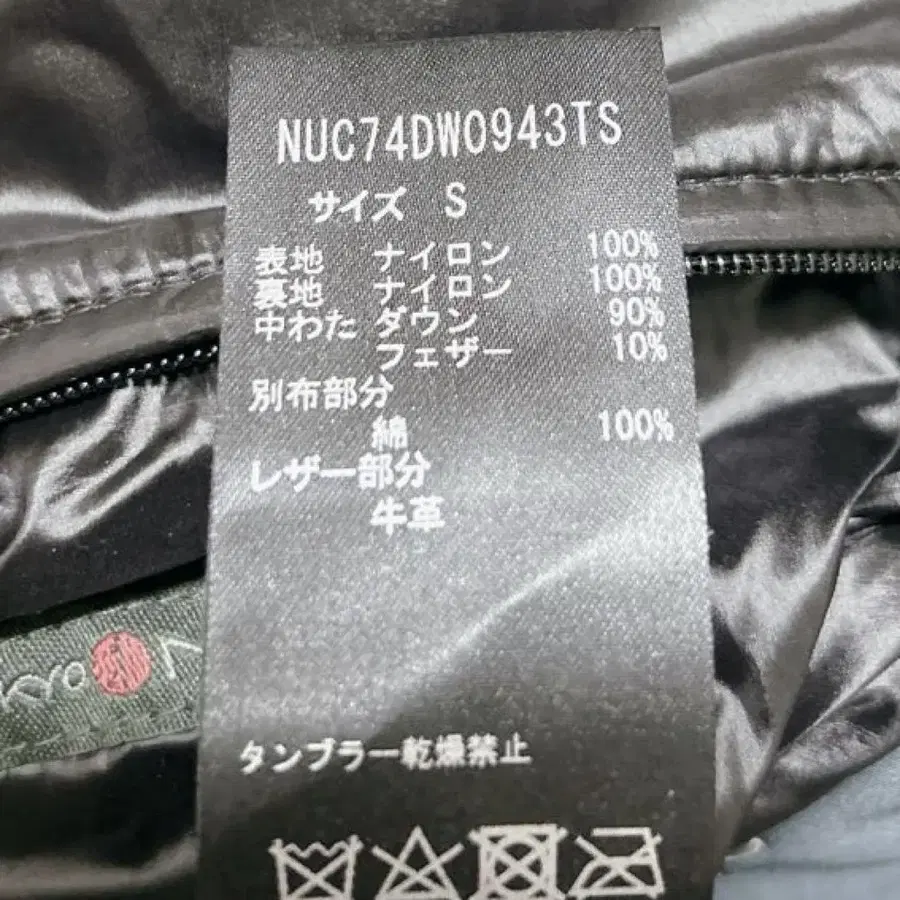 NUC74DW0943TS
サイズ S
表地 ナイロン 100%
裏地 ナイロン 100%
中わた ダウン 90%
フェザー 10%
別布部分
綿 100%
レザー部分
牛革
タンブラー乾燥禁止